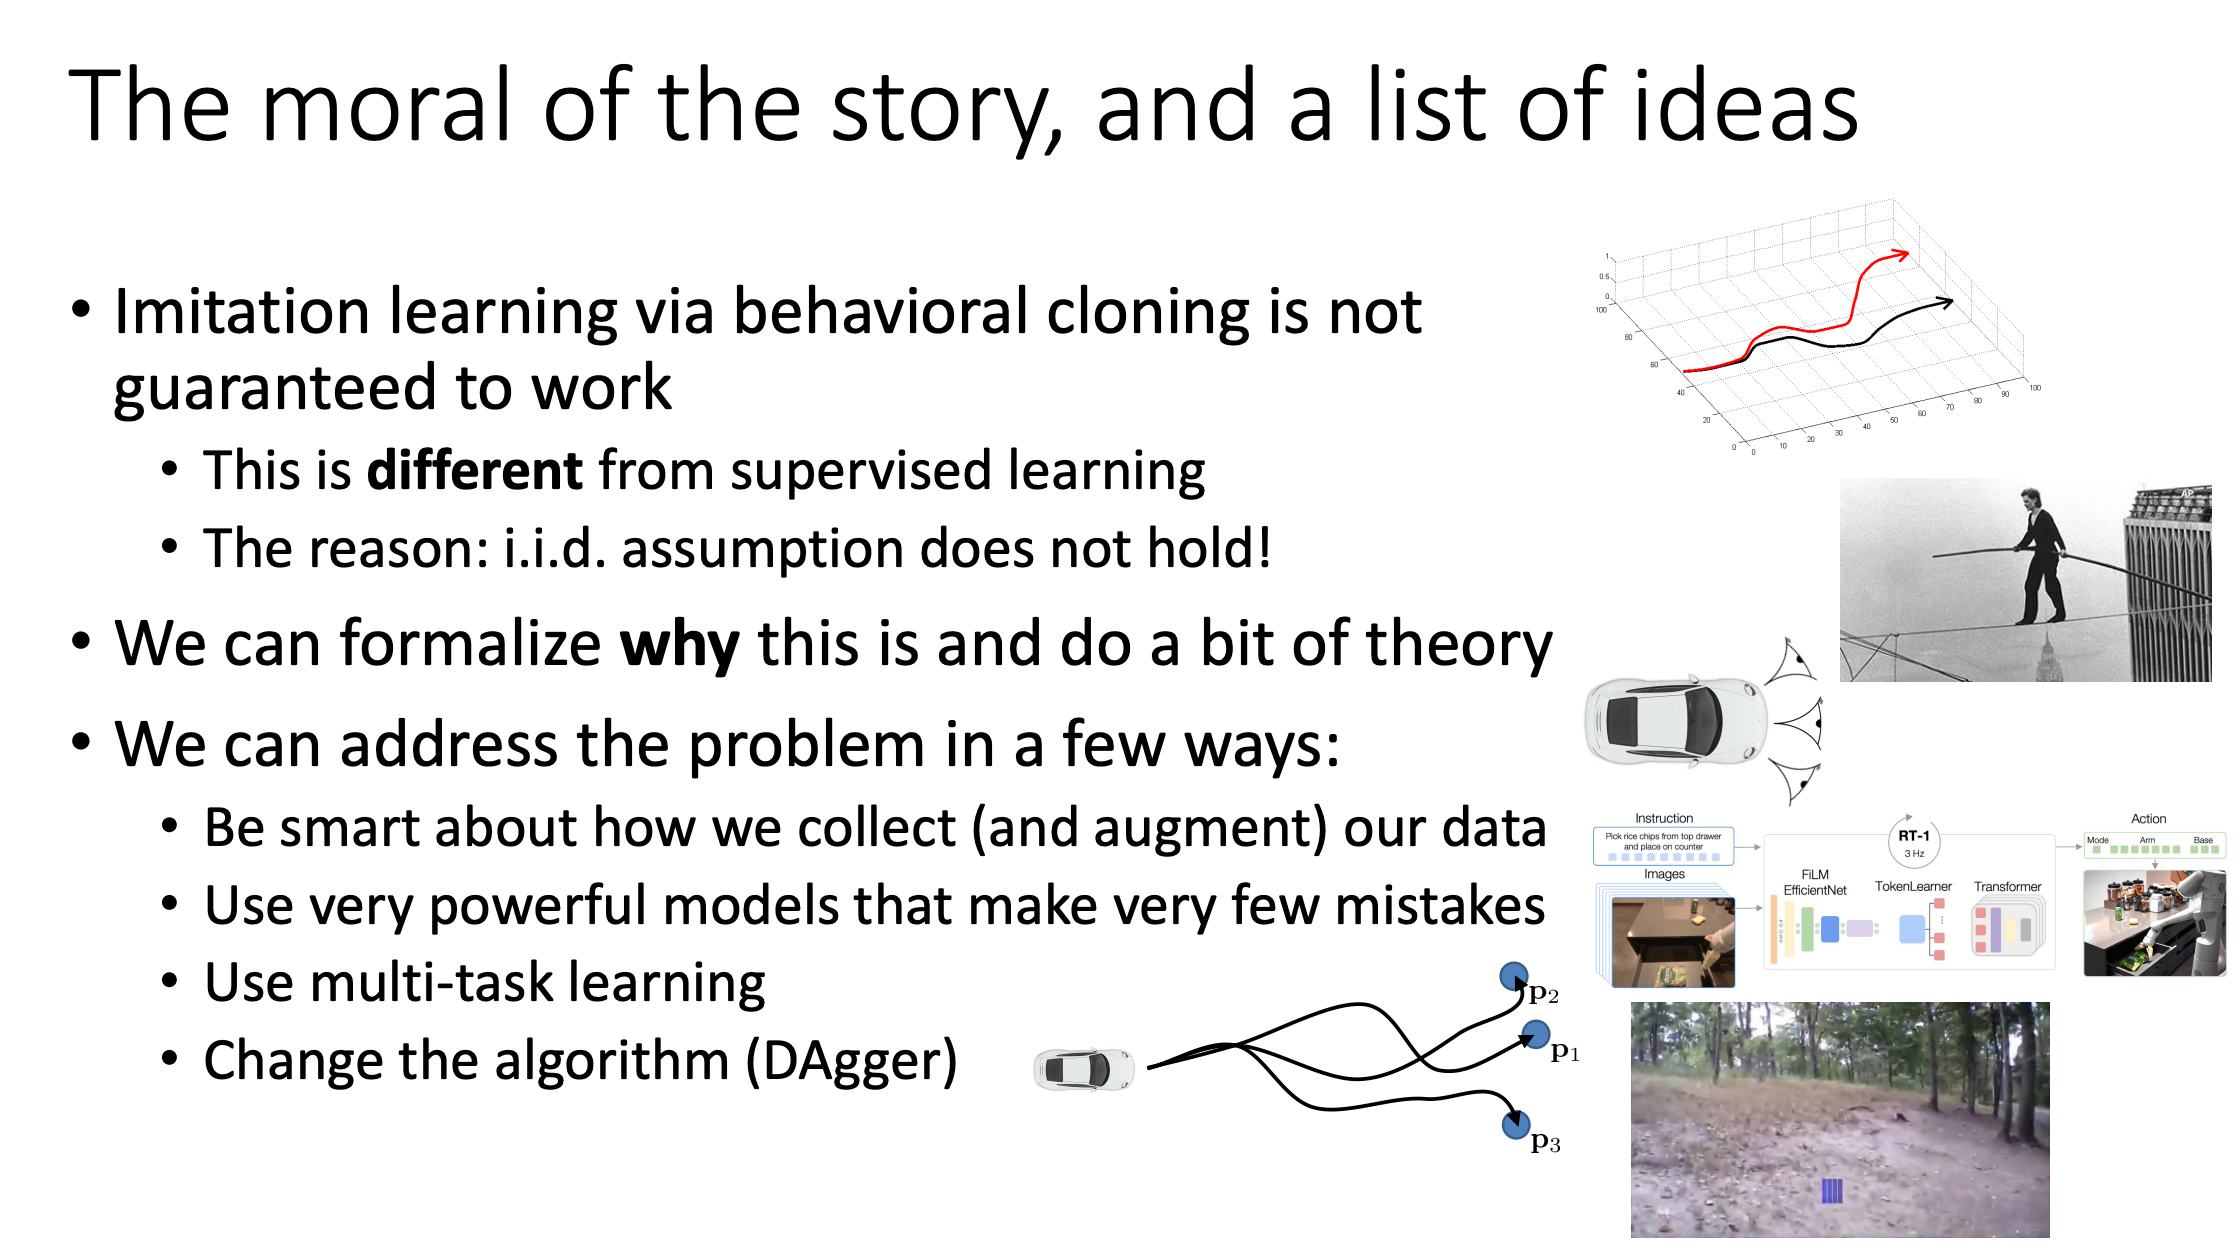 The moral of the story, and a list of ideas
• Imitation learning via behavioral cloning is not
guaranteed to work
• This is different from supervised learning
• The reason: i.i.d. assumption does not hold!
• We can formalize why this is and do a bit of theory
• We can address the problem in a few ways:
• Be smart about how we collect (and augment) our data
• Use very powerful models that make very few mistakes
• Use multi-task learning
• Change the algorithm (DAgger)
1
0.5
0
100
80
60
40
20
0
0
10
20
30
40
50
60
70
80
90
100
AP
Instruction
Pick rice chips from top drawer
and place on counter
Images
RT-1
3 Hz
FiLM
EfficientNet
TokenLearner
Transformer
Action
Mode Arm Base
p2
p1
p3